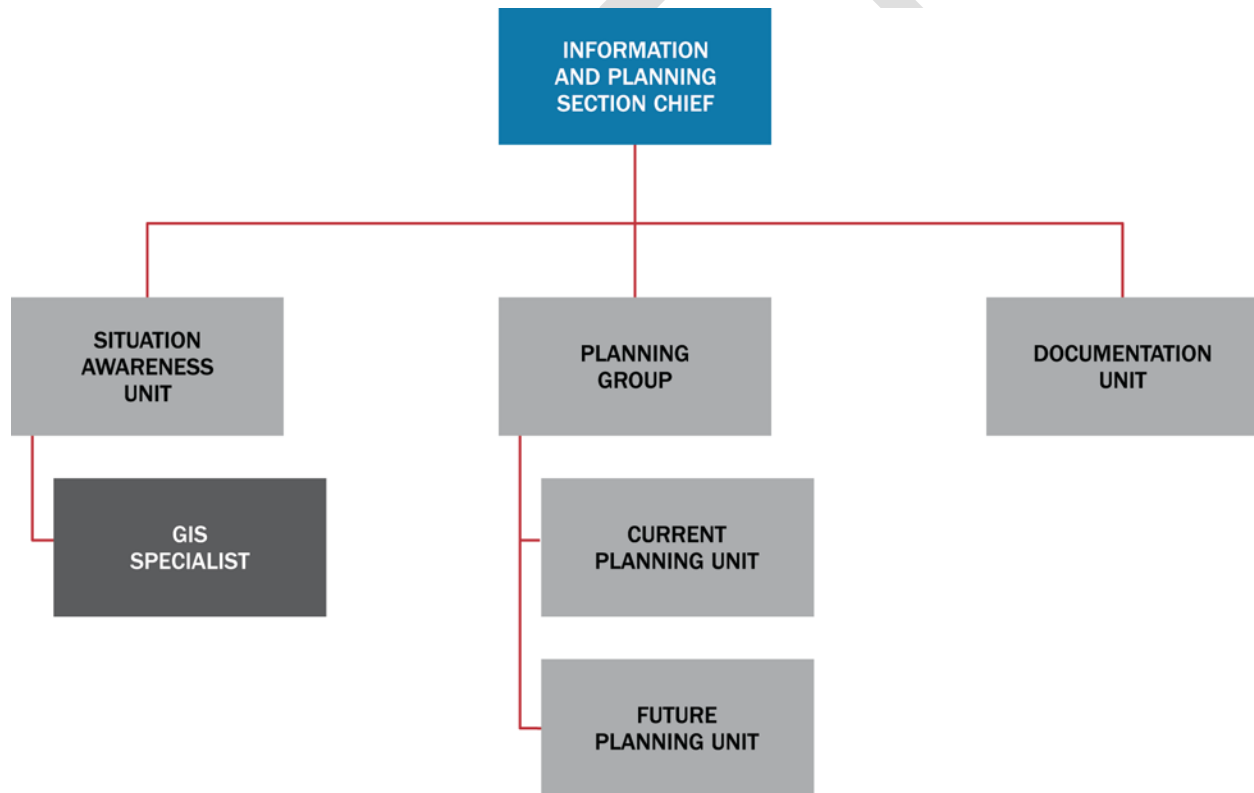 INFORMATION
AND PLANNING
SECTION CHIEF
SITUATION
AWARENESS
UNIT
PLANNING
GROUP
DOCUMENTATION
UNIT
GIS
SPECIALIST
CURRENT
PLANNING UNIT
FUTURE
PLANNING UNIT